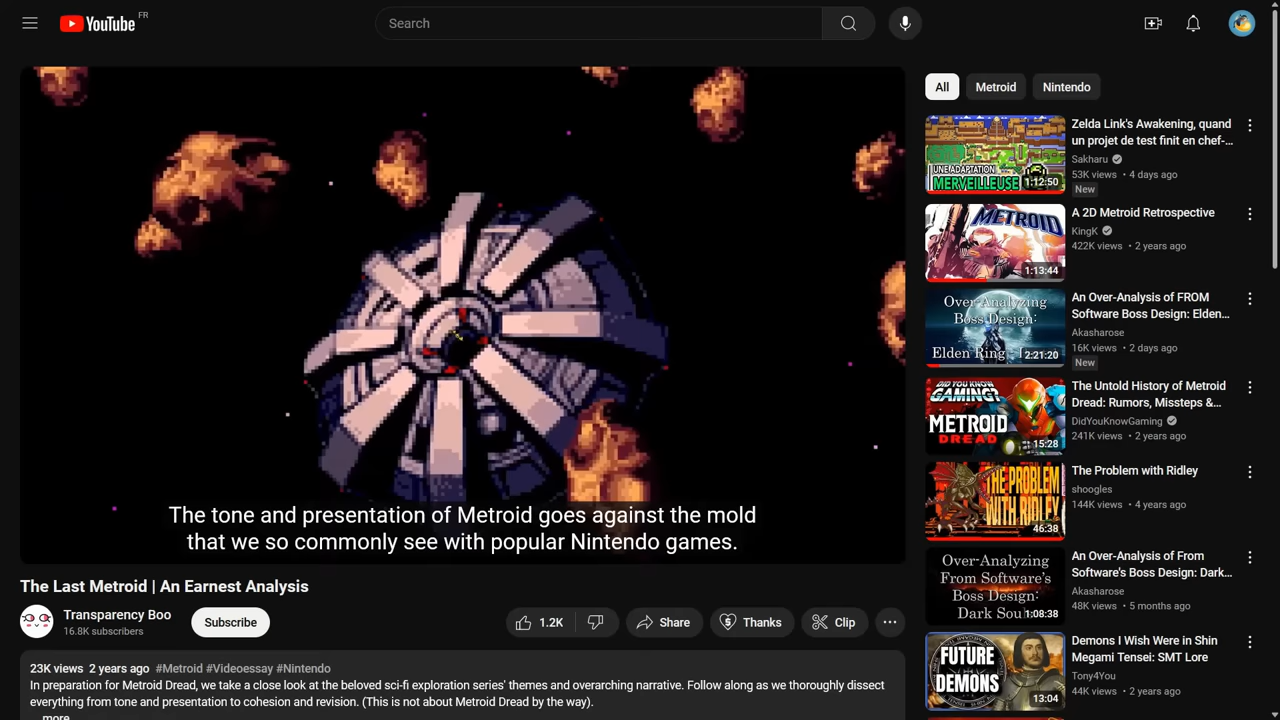 YouTube FR
Search
The tone and presentation of Metroid goes against the mold
that we so commonly see with popular Nintendo games.
The Last Metroid | An Earnest Analysis
Transparency Boo
16.8K subscribers
Subscribe
1.2K
Share
Thanks
Clip
23K views 2 years ago #Metroid #Videoessay #Nintendo
In preparation for Metroid Dread, we take a close look at the beloved sci-fi exploration series' themes and overarching narrative. Follow along as we thoroughly dissect
everything from tone and presentation to cohesion and revision. (This is not about Metroid Dread by the way).
...more
All
Metroid
Nintendo
UNE ADAPTATION
MERVEILLEUSE
1:12:50
Zelda Link's Awakening, quand
un projet de test finit en chef-...
Sakharu
53K views • 4 days ago
New
METROID
1:13:44
A 2D Metroid Retrospective
KingK
422K views • 2 years ago
Over-Analyzing
Boss Design:
Elden Ring
2:21:20
An Over-Analysis of FROM
Software Boss Design: Elden...
Akasharose
16K views • 2 days ago
New
DID YOU KNOW
GAMING?
METROID
DREAD
15:28
The Untold History of Metroid
Dread: Rumors, Missteps &...
DidYouKnowGaming
241K views • 2 years ago
THE PROBLEM
WITH RIDLEY
46:38
The Problem with Ridley
shoogles
144K views • 4 years ago
Over-Analyzing
From Software's
Boss Design:
Dark Soul
1:08:38
An Over-Analysis of From
Software's Boss Design: Dark...
Akasharose
48K views • 5 months ago
FUTURE
DEMONS
13:04
Demons I Wish Were in Shin
Megami Tensei: SMT Lore
Tony4You
44K views • 2 years ago